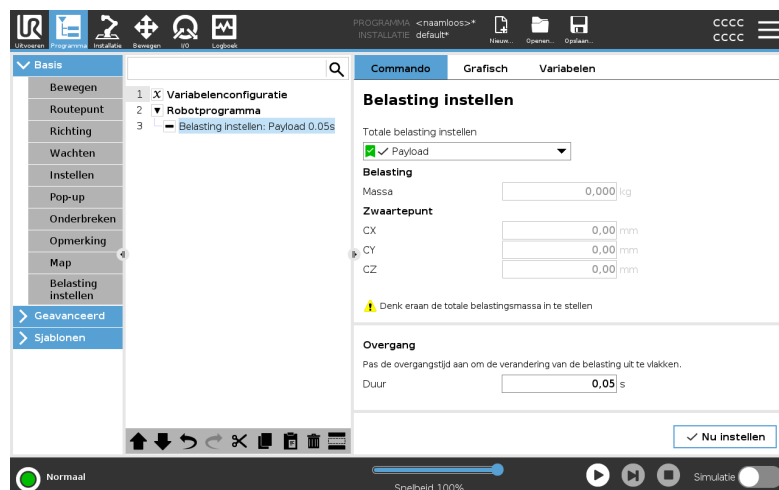 UR
Uitvoeren Programma Installatie Bewegen I/O Logboek
PROGRAMMA <naamloos>*
INSTALLATIE default*
Nieuw... Openen... Opslaan...
cccc
cccc
Basis
Bewegen
Routepunt
Richting
Wachten
Instellen
Pop-up
Onderbreken
Opmerking
Map
Belasting
instellen
Geavanceerd
Sjablonen
1 X Variabelenconfiguratie
2 Robotprogramma
3 Belasting instellen: Payload 0.05s
Commando Grafisch Variabelen
Belasting instellen
Totale belasting instellen
Payload
Belasting
Massa 0,000 kg
Zwaartepunt
CX 0,00 mm
CY 0,00 mm
CZ 0,00 mm
Denk eraan de totale belastingsmassa in te stellen
Overgang
Pas de overgangstijd aan om de verandering van de belasting uit te vlakken.
Duur 0,05 s
Nu instellen
Normaal
Snelheid 100%
Simulatie